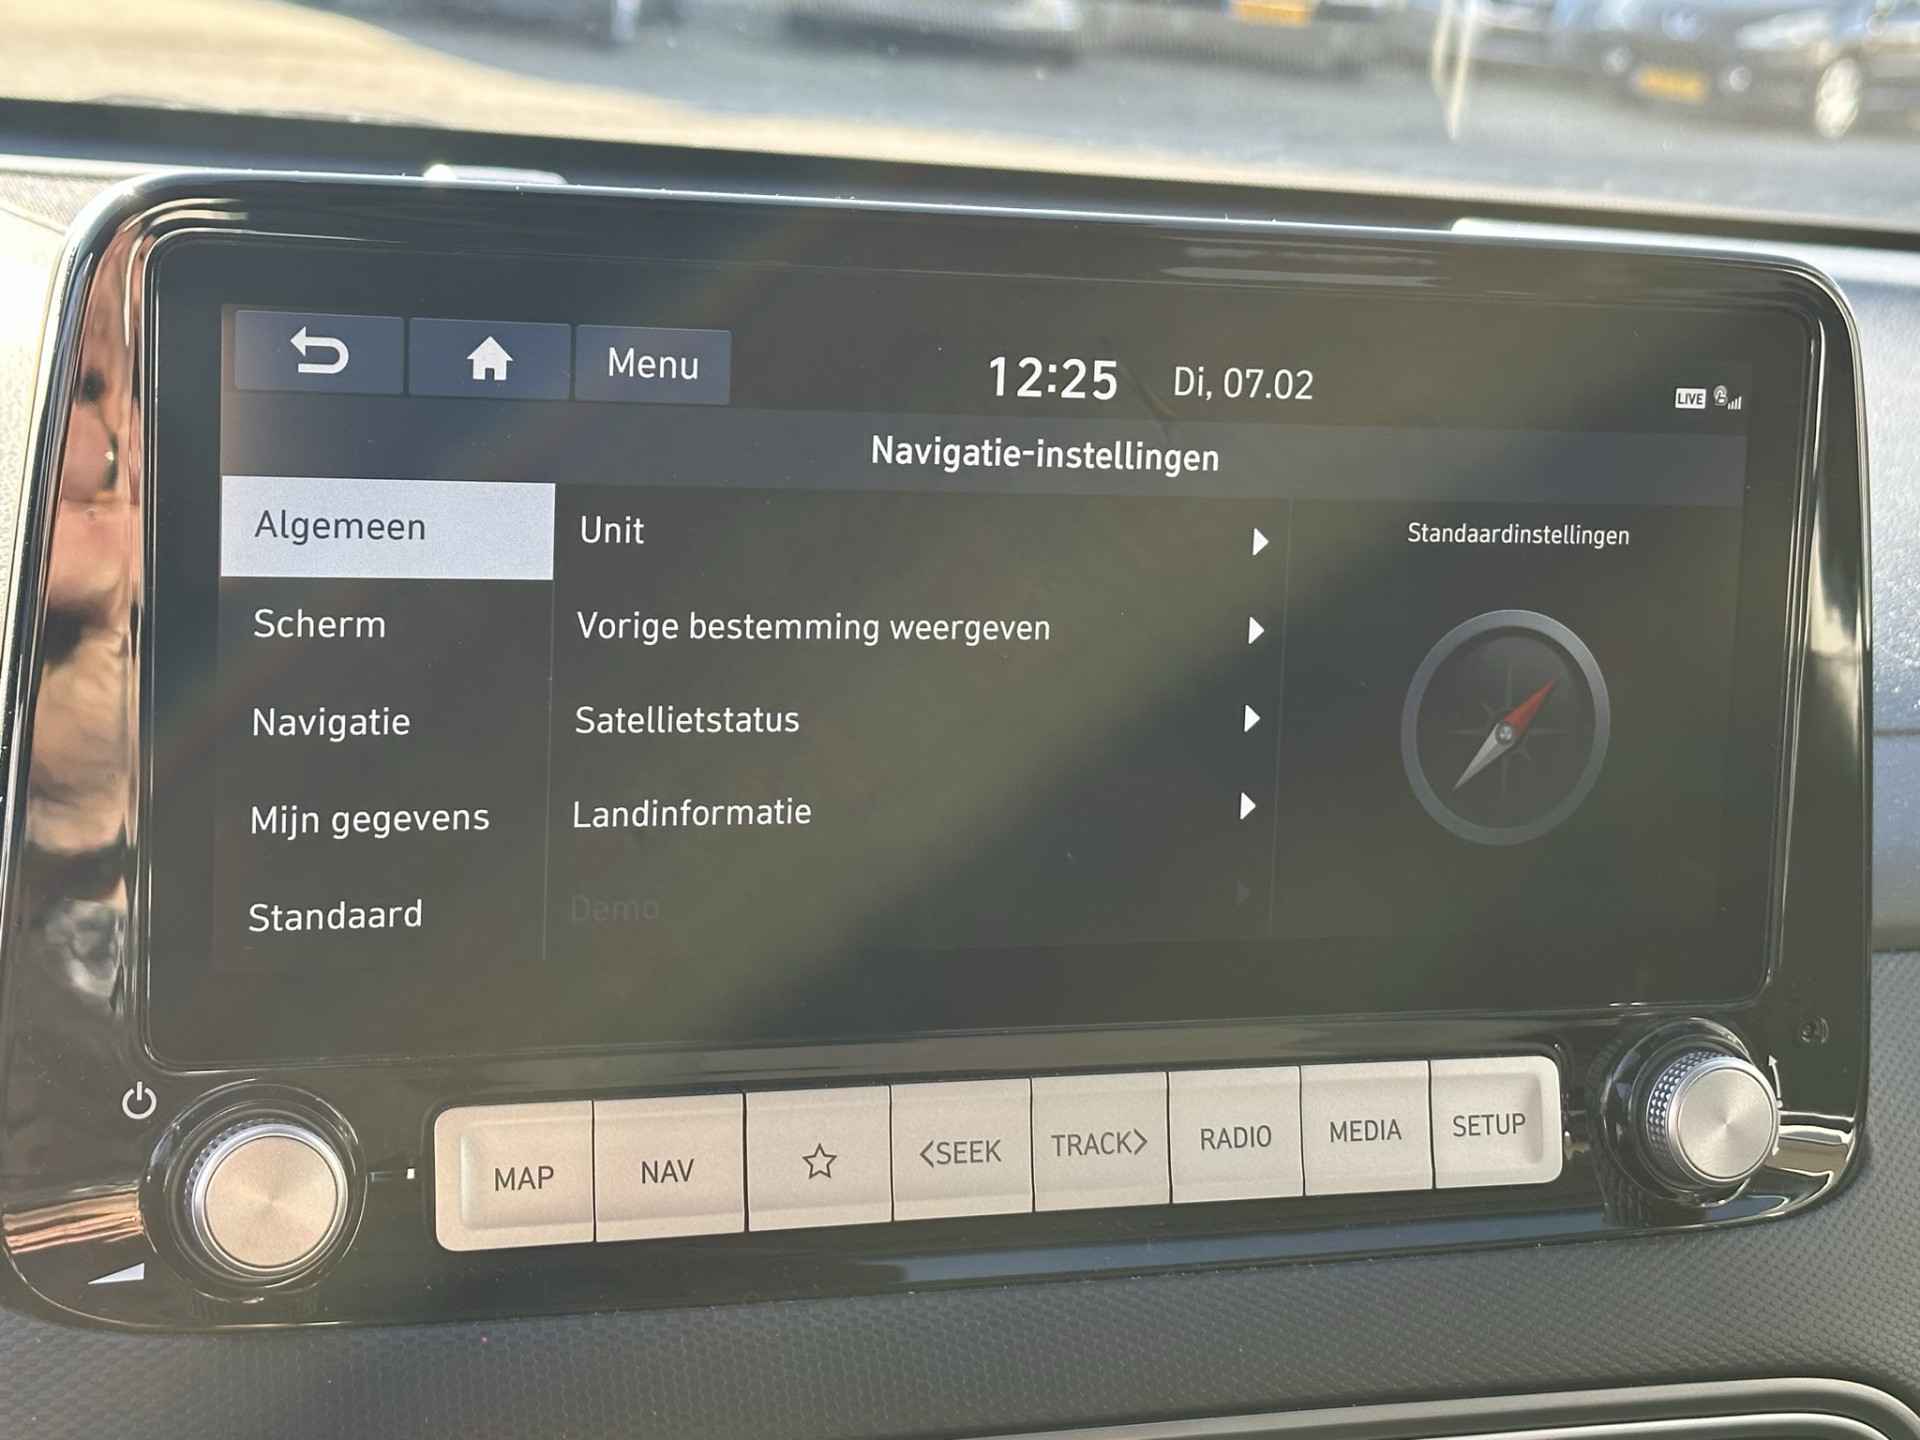 Menu
12:25 Di, 07.02
LIVE
Navigatie-instellingen
Algemeen
Scherm
Navigatie
Mijn gegevens
Standaard
Unit
Vorige bestemming weergeven
Satellietstatus
Landinformatie
Demo
Standaardinstellingen
MAP NAV <SEEK TRACK> RADIO MEDIA SETUP